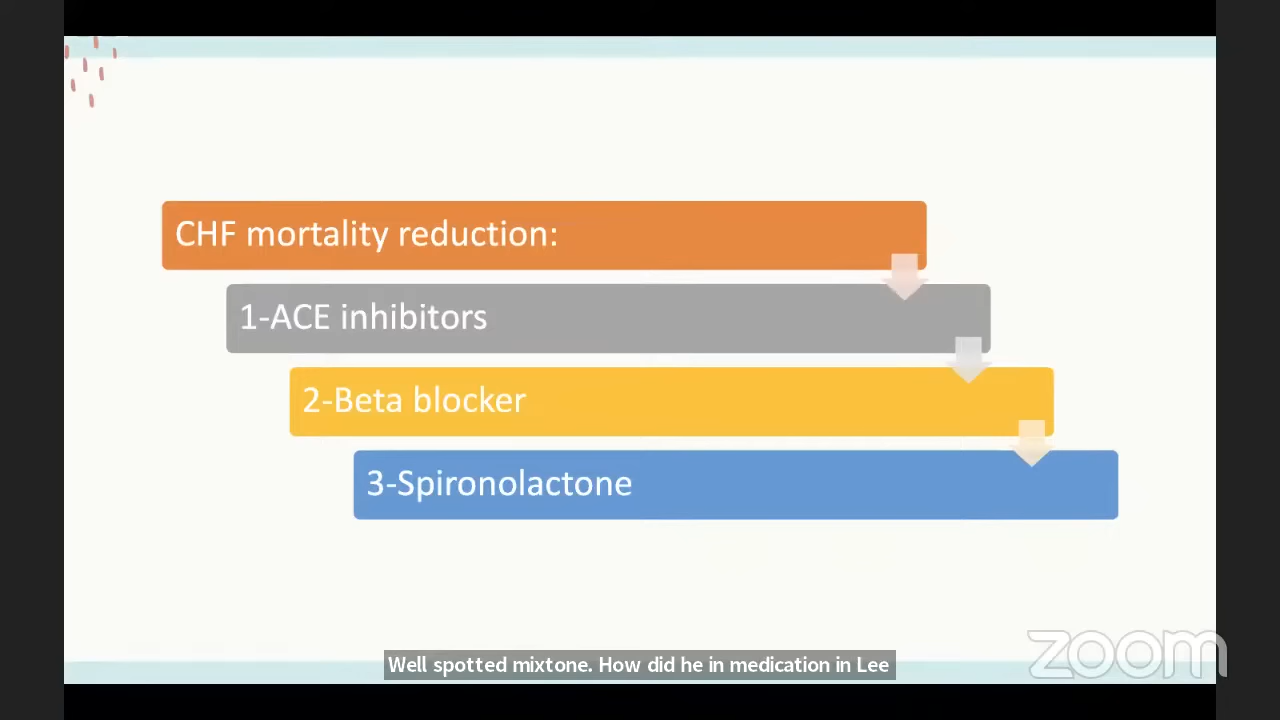 CHF mortality reduction:
1-ACE inhibitors
2-Beta blocker
3-Spironolactone
Well spotted mixtone. How did he in medication in Lee
zoom